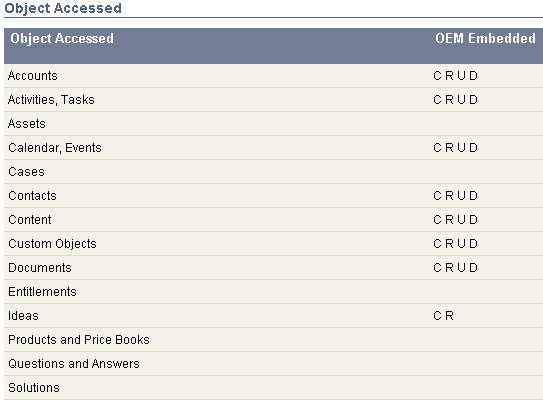 Object Accessed
Object Accessed OEM Embedded
Accounts C R U D
Activities, Tasks C R U D
Assets
Calendar, Events C R U D
Cases
Contacts C R U D
Content C R U D
Custom Objects C R U D
Documents C R U D
Entitlements
Ideas C R
Products and Price Books
Questions and Answers
Solutions